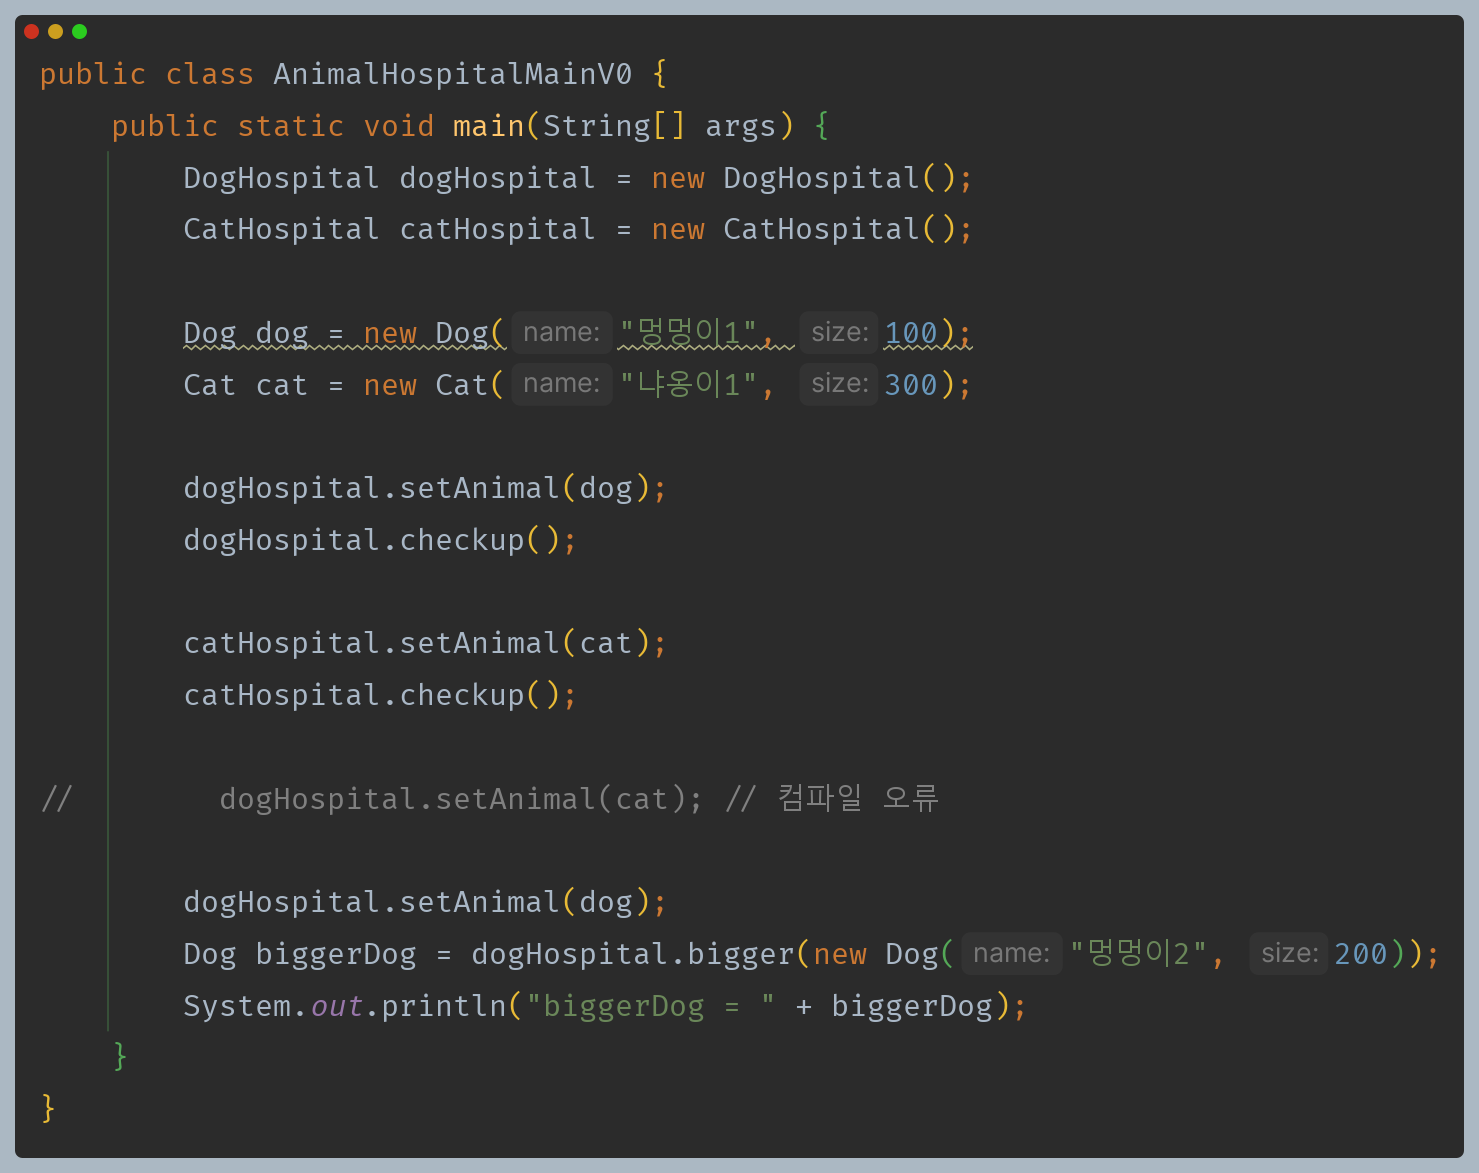 public class AnimalHospitalMainV0 {
    public static void main(String[] args) {
        DogHospital dogHospital = new DogHospital();
        CatHospital catHospital = new CatHospital();

        Dog dog = new Dog( name: "멍멍이1", size: 100);
        Cat cat = new Cat( name: "냐옹이1", size: 300);

        dogHospital.setAnimal(dog);
        dogHospital.checkup();

        catHospital.setAnimal(cat);
        catHospital.checkup();

//        dogHospital.setAnimal(cat); // 컴파일 오류

        dogHospital.setAnimal(dog);
        Dog biggerDog = dogHospital.bigger(new Dog( name: "멍멍이2", size: 200));
        System.out.println("biggerDog = " + biggerDog);
    }
}